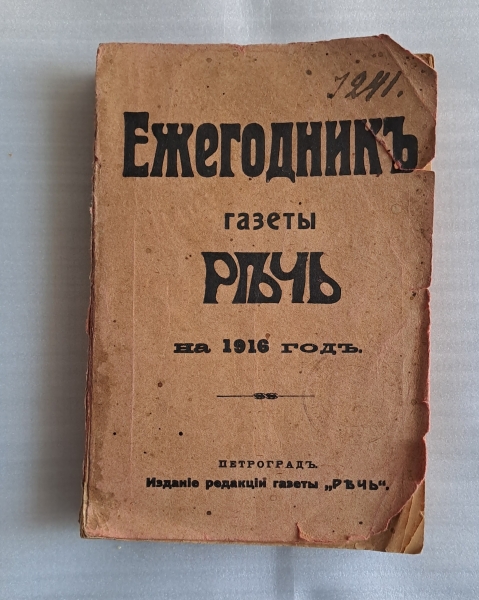 1241.
Ежегодникъ
газеты
РѢЧЬ
на 1916 годъ.
ПЕТРОГРАДЪ.
Изданіе редакціи газеты „РѢЧЬ“.